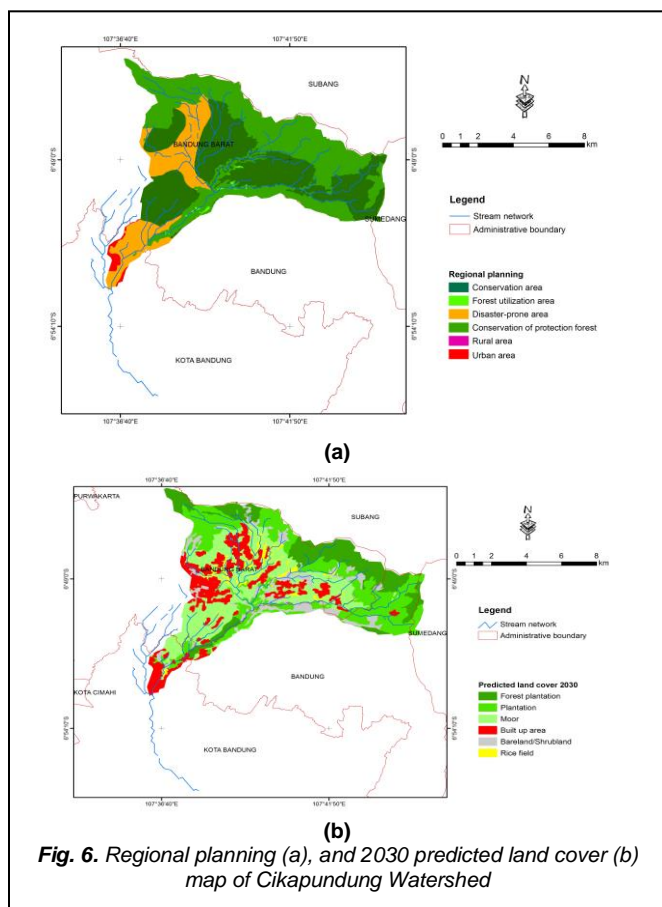 107°36'40"E 107°41'50"E
SUBANG
N
BANDUNG BARAT
6°49'0"S 6°49'0"S
0 1 2 4 6 8
km
SUMEDANG
Legend
Stream network
Administrative boundary
BANDUNG
Regional planning
Conservation area
Forest utilization area
Disaster-prone area
Conservation of protection forest
Rural area
Urban area
6°54'10"S 6°54'10"S
KOTA BANDUNG
107°36'40"E 107°41'50"E
(a)
107°36'40"E 107°41'50"E
PURWAKARTA
SUBANG
N
BANDUNG BARAT
6°49'0"S 6°49'0"S
0 1 2 4 6 8
km
Legend
Stream network
Administrative boundary
SUMEDANG
BANDUNG
KOTA CIMAHI
Predicted land cover 2030
Forest plantation
Plantation
Moor
Built up area
Bareland/Shrubland
Rice field
6°54'10"S 6°54'10"S
KOTA BANDUNG
107°36'40"E 107°41'50"E
(b)
Fig. 6. Regional planning (a), and 2030 predicted land cover (b)
map of Cikapundung Watershed